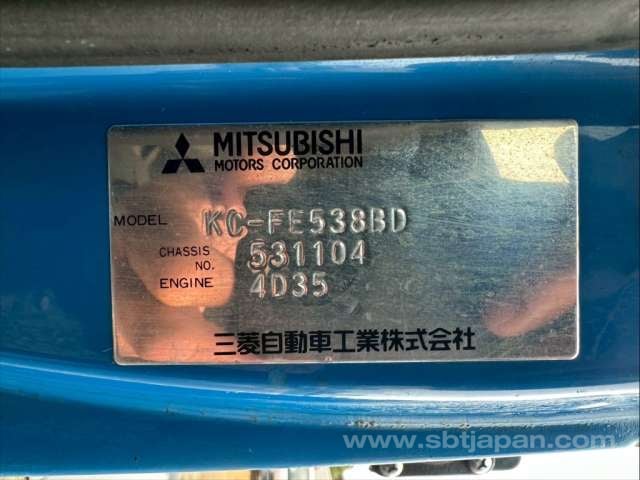 MITSUBISHI
MOTORS CORPORATION
MODEL KC-FE538BD
CHASSIS NO. 531104
ENGINE 4D35
三菱自動車工業株式会社
www.sbtjapan.com